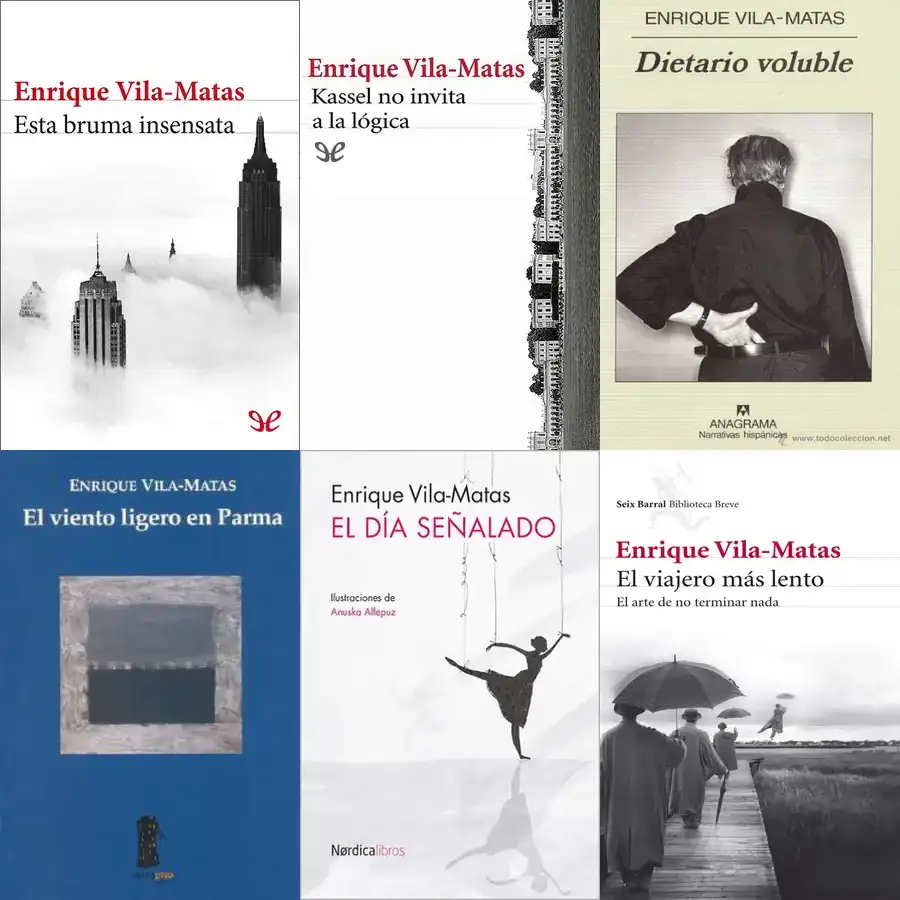 Enrique Vila-Matas
Esta bruma insensata
Enrique Vila-Matas
Kassel no invita
a la lógica
ENRIQUE VILA-MATAS
Dietario voluble
ANAGRAMA
Narrativas hispánicas
www.todocoleccion.net
ENRIQUE VILA-MATAS
El viento ligero en Parma
Enrique Vila-Matas
EL DÍA SEÑALADO
Ilustraciones de
Anuska Allepuz
Nørdicalibros
Seix Barral Biblioteca Breve
Enrique Vila-Matas
El viajero más lento
El arte de no terminar nada